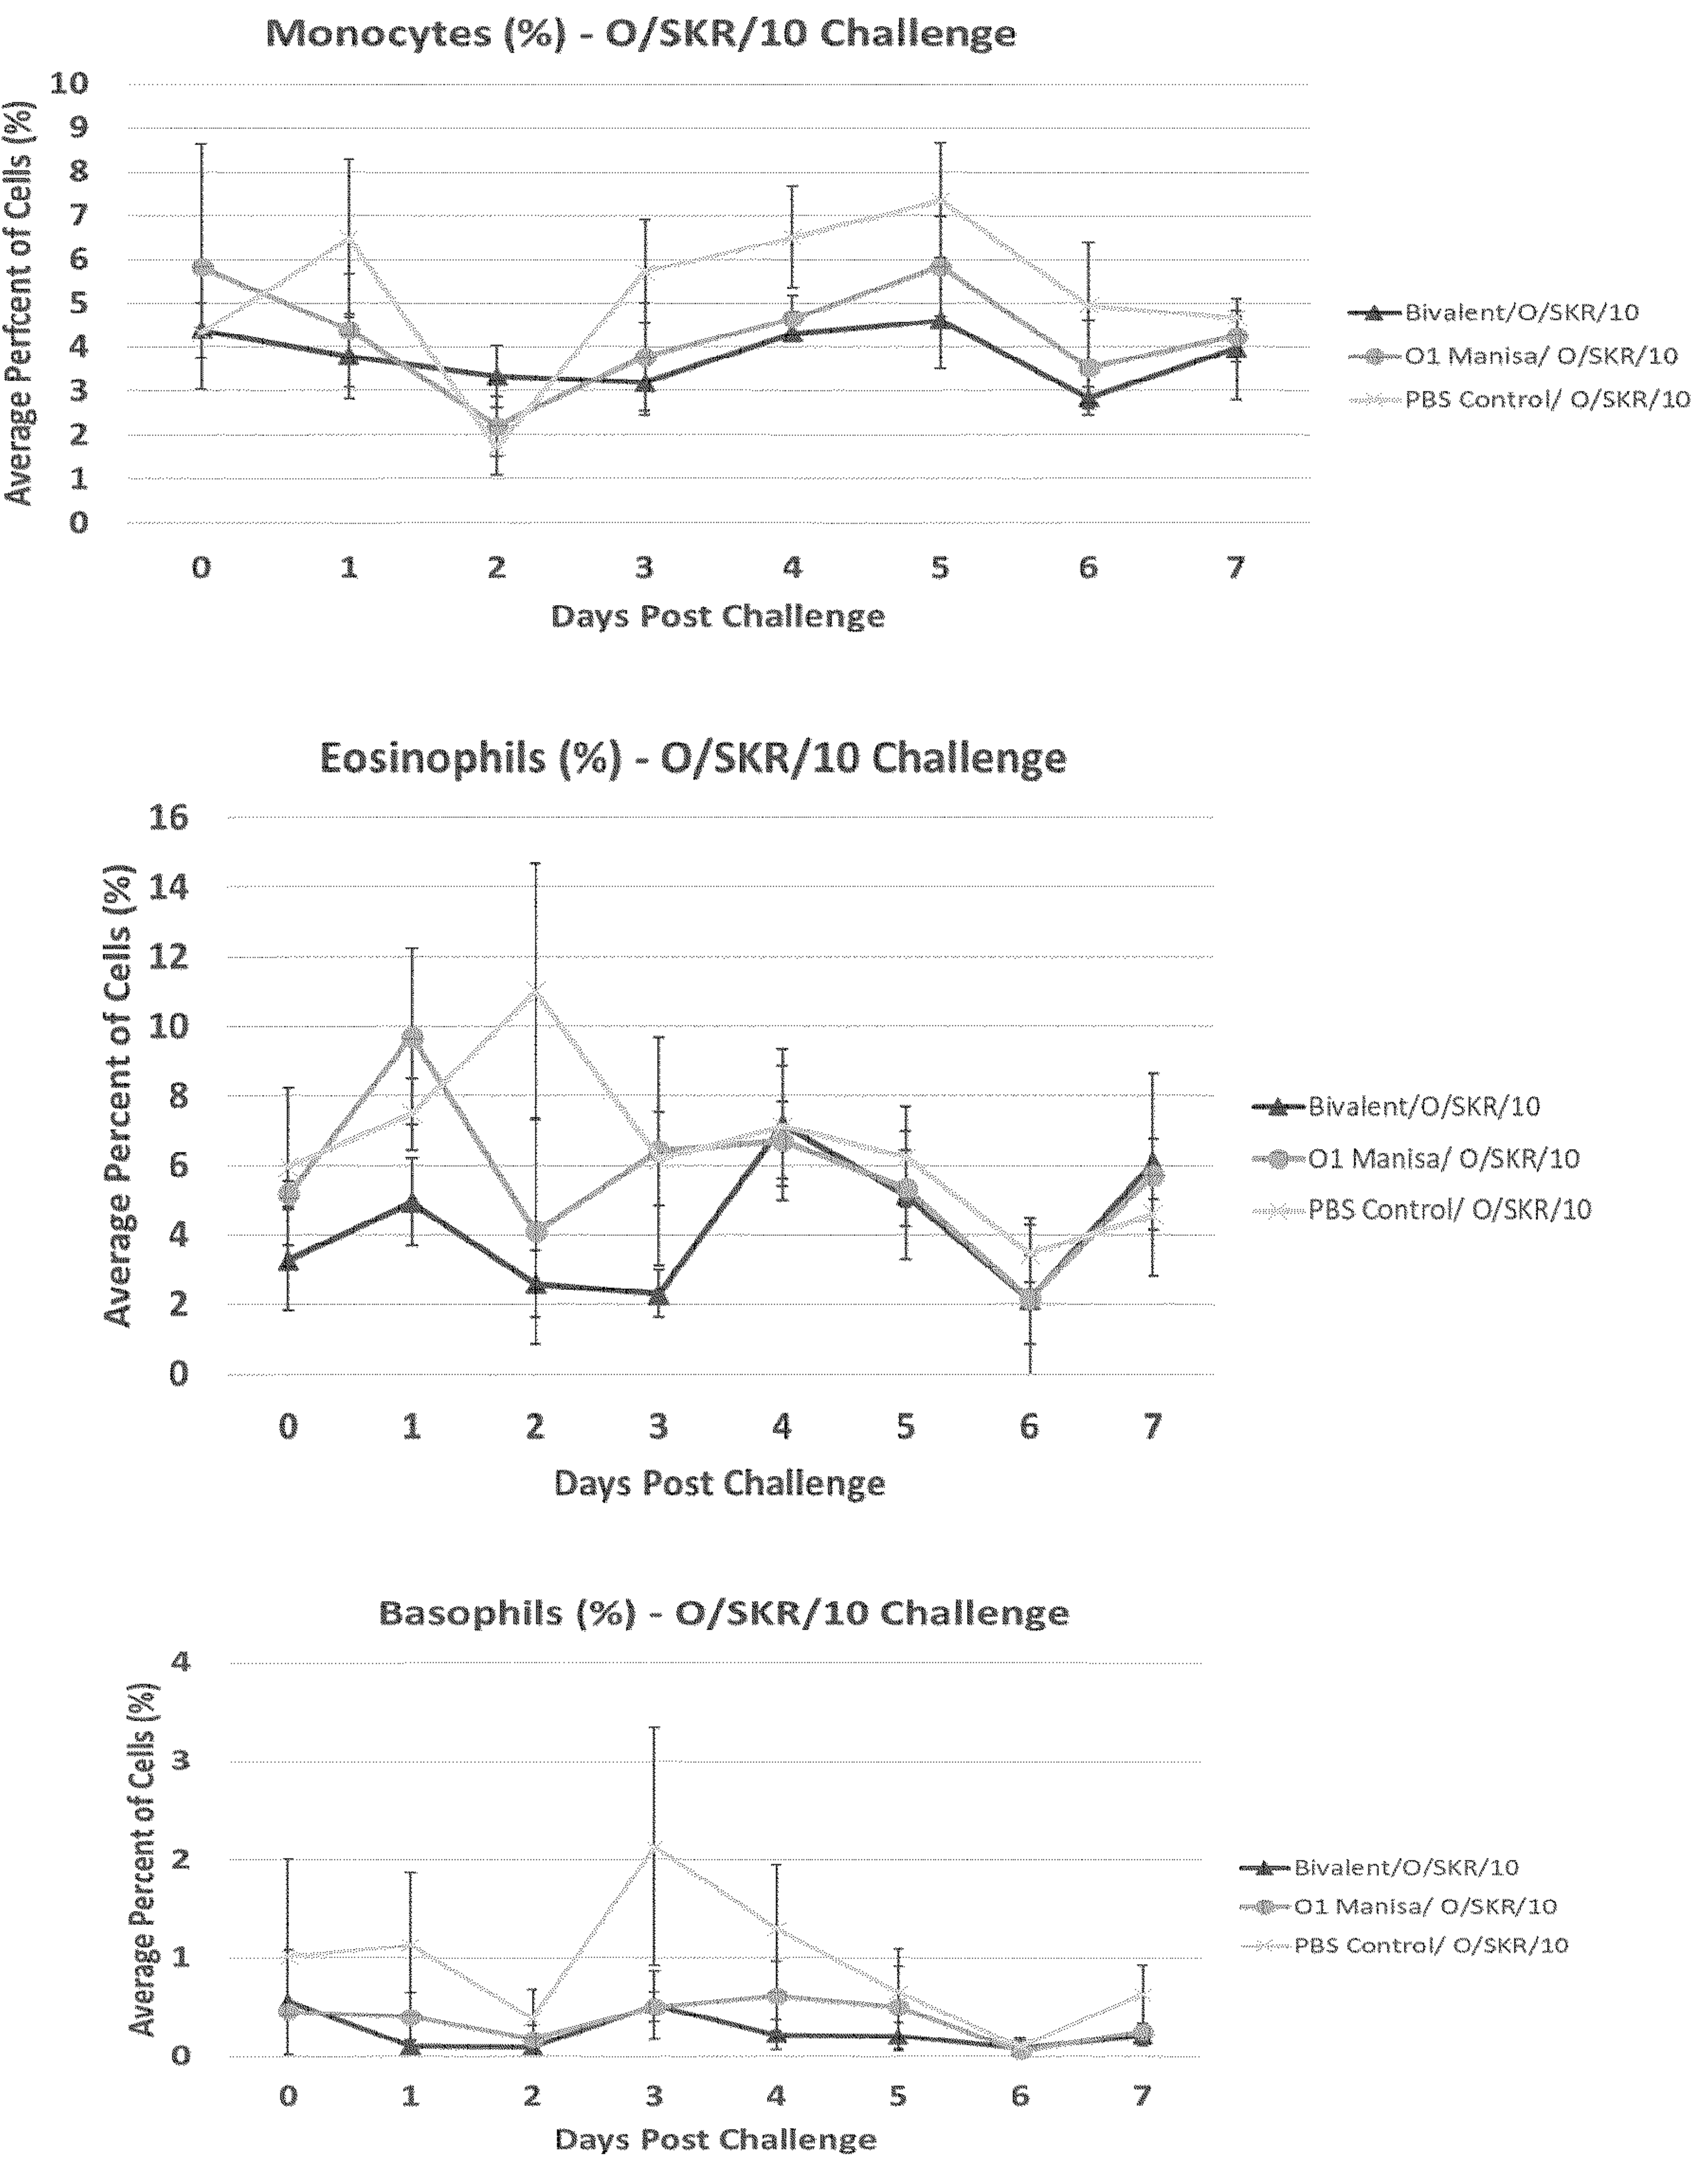 Monocytes (%) - O/SKR/10 Challenge
Average Perfcent of Cells (%)
10
9
8
7
6
5
4
3
2
1
0
0 1 2 3 4 5 6 7
Days Post Challenge
Bivalent/O/SKR/10
O1 Manisa/ O/SKR/10
PBS Control/ O/SKR/10
Eosinophils (%) - O/SKR/10 Challenge
Average Percent of Cells (%)
16
14
12
10
8
6
4
2
0
0 1 2 3 4 5 6 7
Days Post Challenge
Bivalent/O/SKR/10
O1 Manisa/ O/SKR/10
PBS Control/ O/SKR/10
Basophils (%) - O/SKR/10 Challenge
Average Percent of Cells (%)
4
3
2
1
0
0 1 2 3 4 5 6 7
Days Post Challenge
Bivalent/O/SKR/10
O1 Manisa/ O/SKR/10
PBS Control/ O/SKR/10